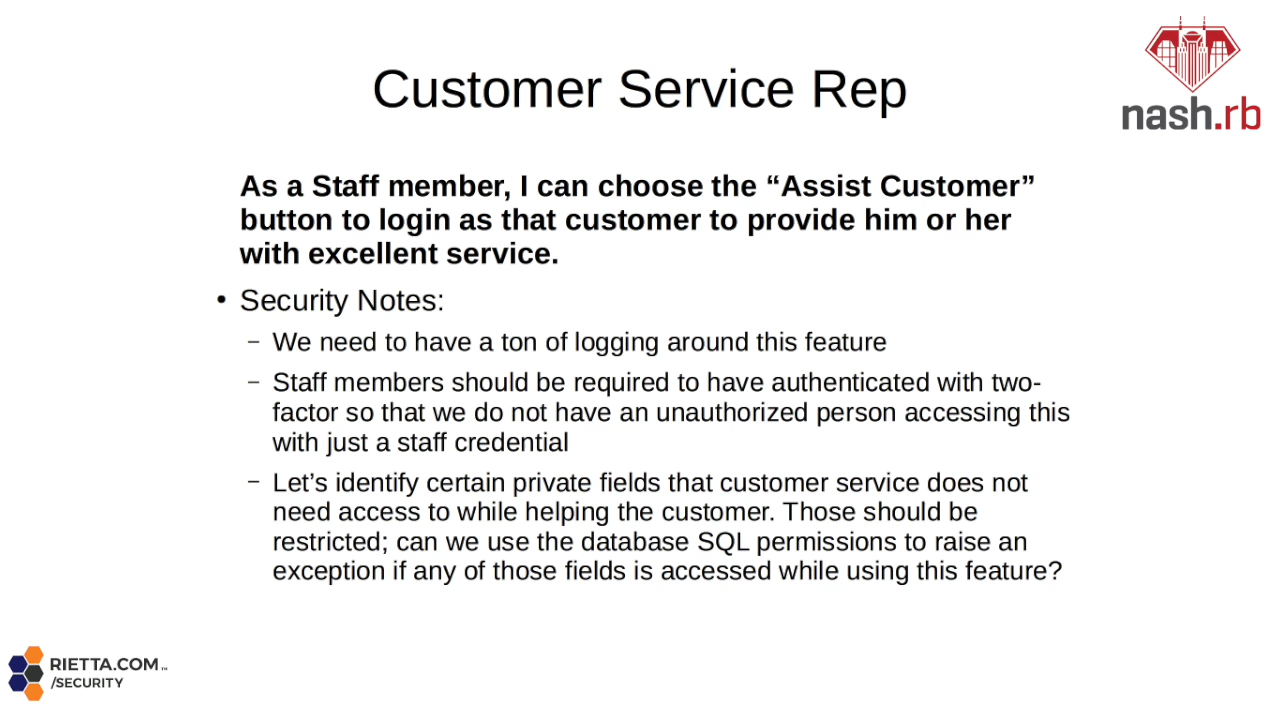 Customer Service Rep
nash.rb
As a Staff member, I can choose the “Assist Customer”
button to login as that customer to provide him or her
with excellent service.
• Security Notes:
– We need to have a ton of logging around this feature
– Staff members should be required to have authenticated with two-
factor so that we do not have an unauthorized person accessing this
with just a staff credential
– Let’s identify certain private fields that customer service does not
need access to while helping the customer. Those should be
restricted; can we use the database SQL permissions to raise an
exception if any of those fields is accessed while using this feature?
RIETTA.COM™
/SECURITY